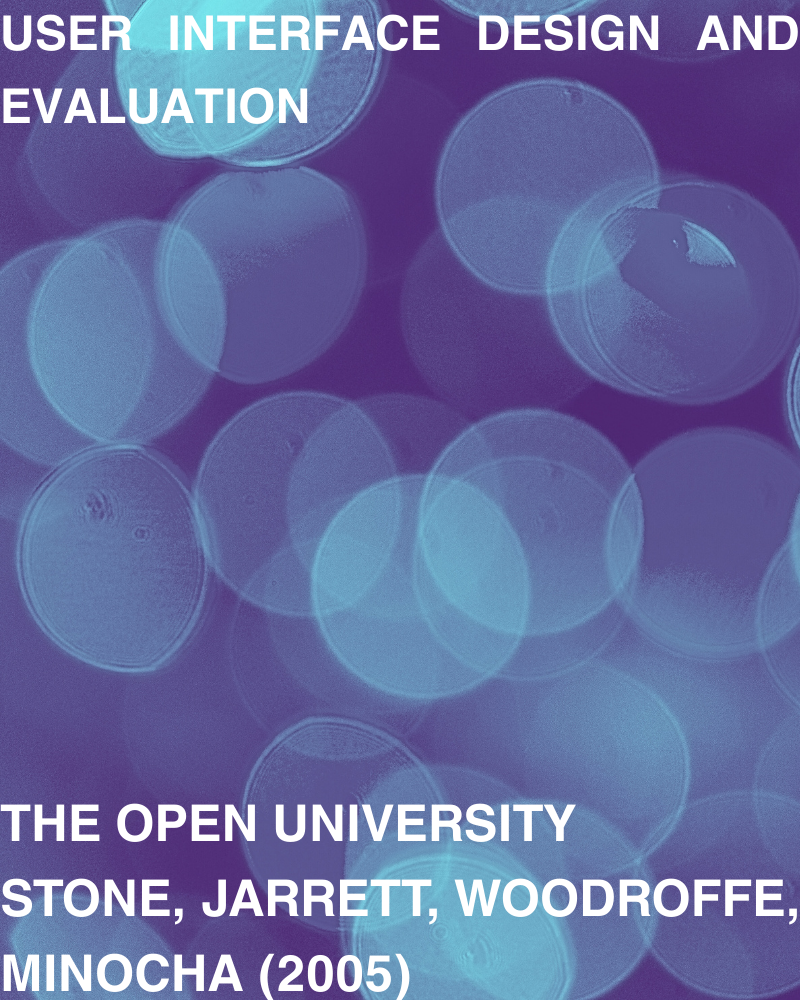 USER INTERFACE DESIGN AND
EVALUATION
THE OPEN UNIVERSITY
STONE, JARRETT, WOODROFFE,
MINOCHA (2005)